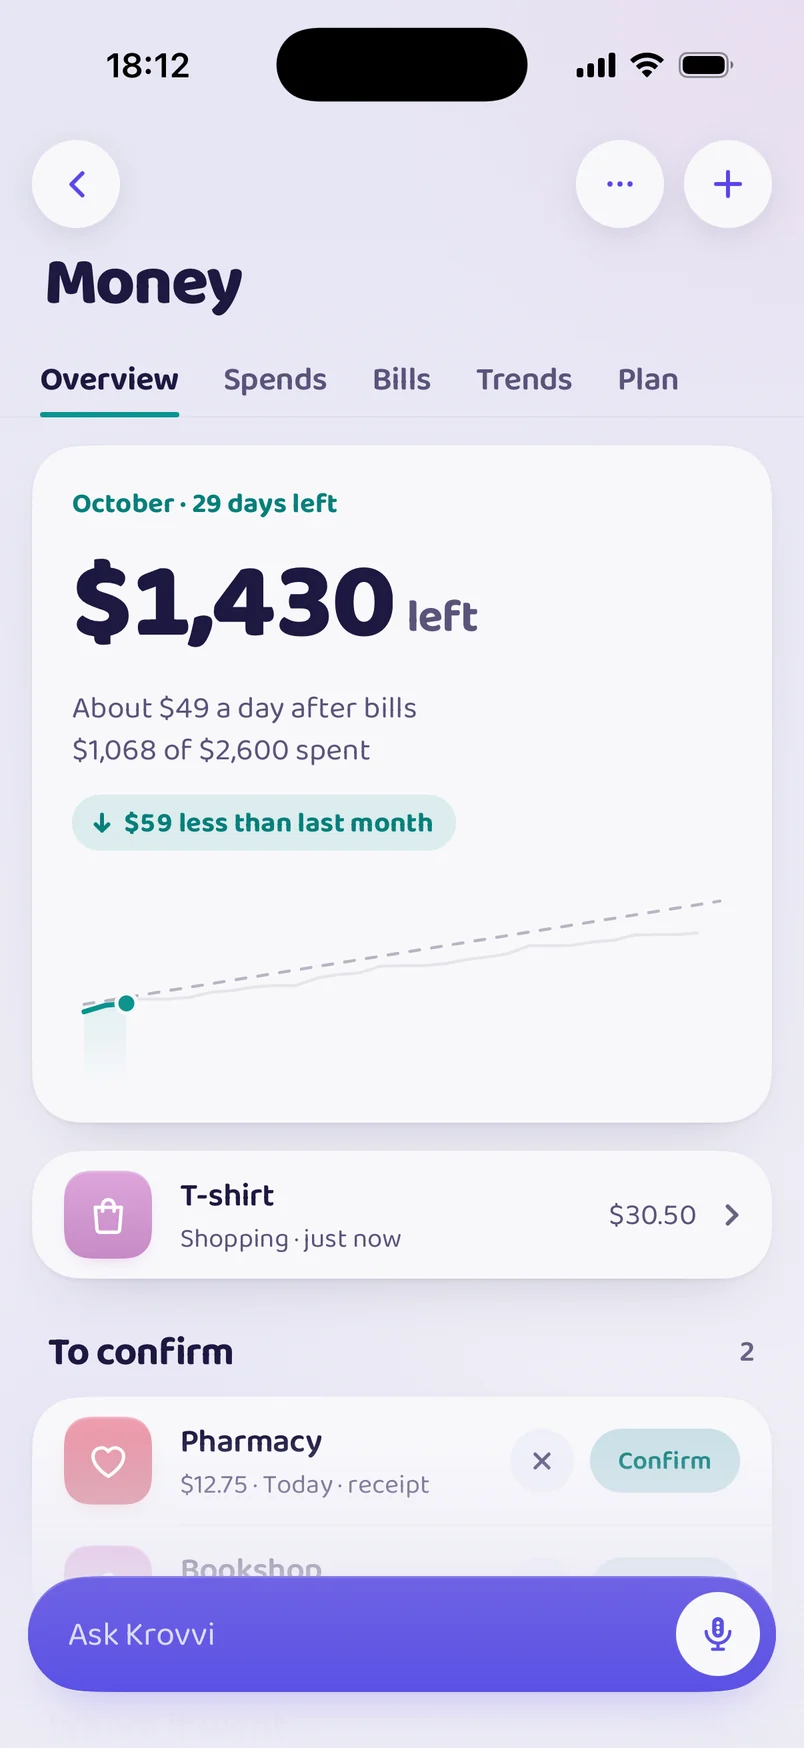 18:12
Money
Overview Spends Bills Trends Plan
October · 29 days left
$1,430 left
About $49 a day after bills
$1,068 of $2,600 spent
$59 less than last month
T-shirt
Shopping · just now
$30.50
To confirm
2
Pharmacy
$12.75 · Today · receipt
Confirm
Bookshop
Ask Krovvi